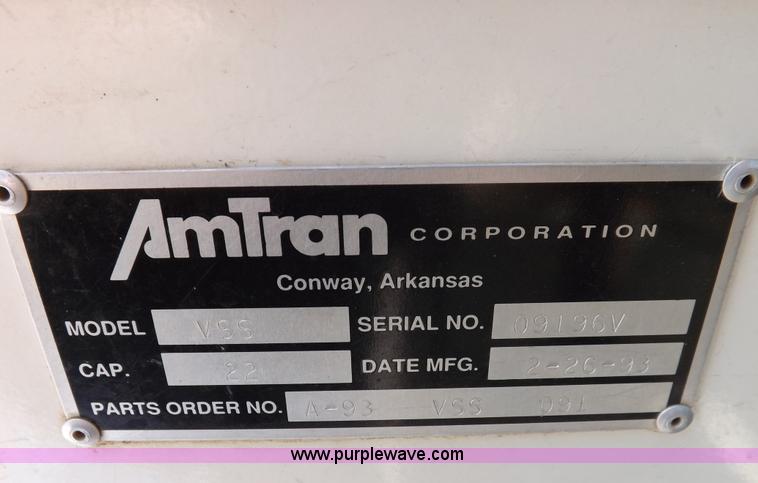 AmTran CORPORATION
Conway, Arkansas
MODEL VSS SERIAL NO. 09196V
CAP. 22 DATE MFG. 2-26-93
PARTS ORDER NO. A-93 VSS 091
www.purplewave.com